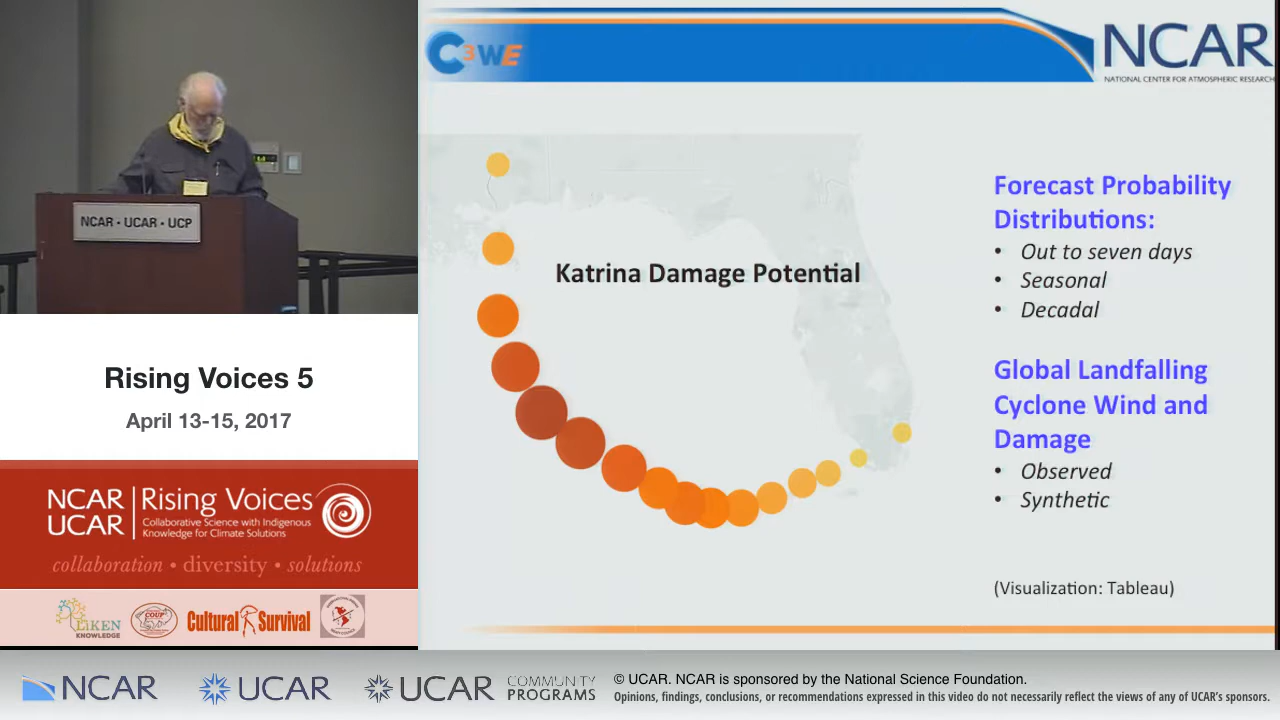 C³WE
NCAR
NATIONAL CENTER FOR ATMOSPHERIC RESEARCH
NCAR • UCAR • UCP
Katrina Damage Potential
Forecast Probability
Distributions:
• Out to seven days
• Seasonal
• Decadal
Global Landfalling
Cyclone Wind and
Damage
• Observed
• Synthetic
(Visualization: Tableau)
Rising Voices 5
April 13-15, 2017
NCAR
UCAR
Rising Voices
Collaborative Science with Indigenous
Knowledge for Climate Solutions
collaboration • diversity • solutions
LiKEN
KNOWLEDGE
COUP
Cultural Survival
NCAR
UCAR
UCAR
COMMUNITY
PROGRAMS
© UCAR. NCAR is sponsored by the National Science Foundation.
Opinions, findings, conclusions, or recommendations expressed in this video do not necessarily reflect the views of any of UCAR's sponsors.